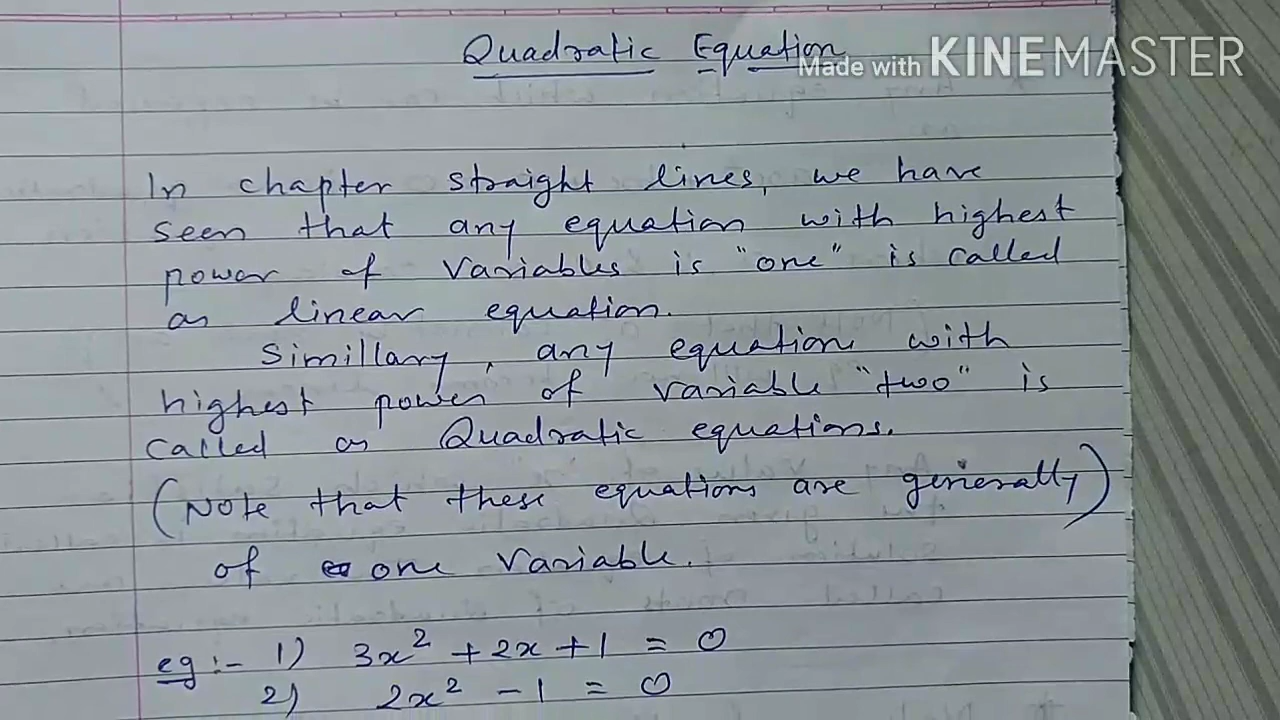 Quadratic Equation
Made with KINEMASTER
In chapter straight lines, we have
seen that any equation with highest
power of variables is "one" is called
as linear equation.
Simillary, any equation with
highest power of variable "two" is
called as Quadratic equations.
(Note that these equations are generally)
of one variable.
eg :- 1) 3x² + 2x + 1 = 0
2) 2x² - 1 = 0